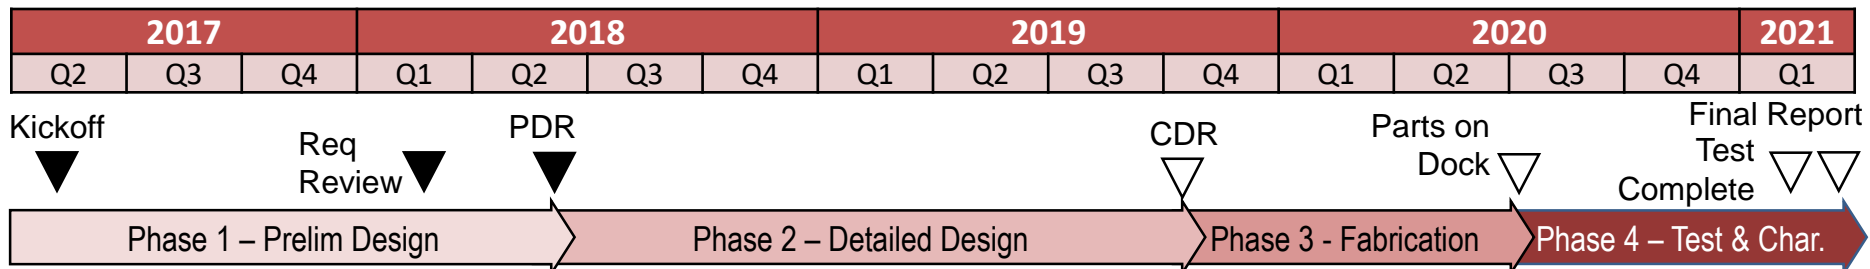 2017 2018 2019 2020 2021
Q2 Q3 Q4 Q1 Q2 Q3 Q4 Q1 Q2 Q3 Q4 Q1 Q2 Q3 Q4 Q1
Kickoff
Req
Review
PDR
CDR
Parts on
Dock
Final Report
Test
Complete
Phase 1 – Prelim Design
Phase 2 – Detailed Design
Phase 3 - Fabrication
Phase 4 – Test & Char.